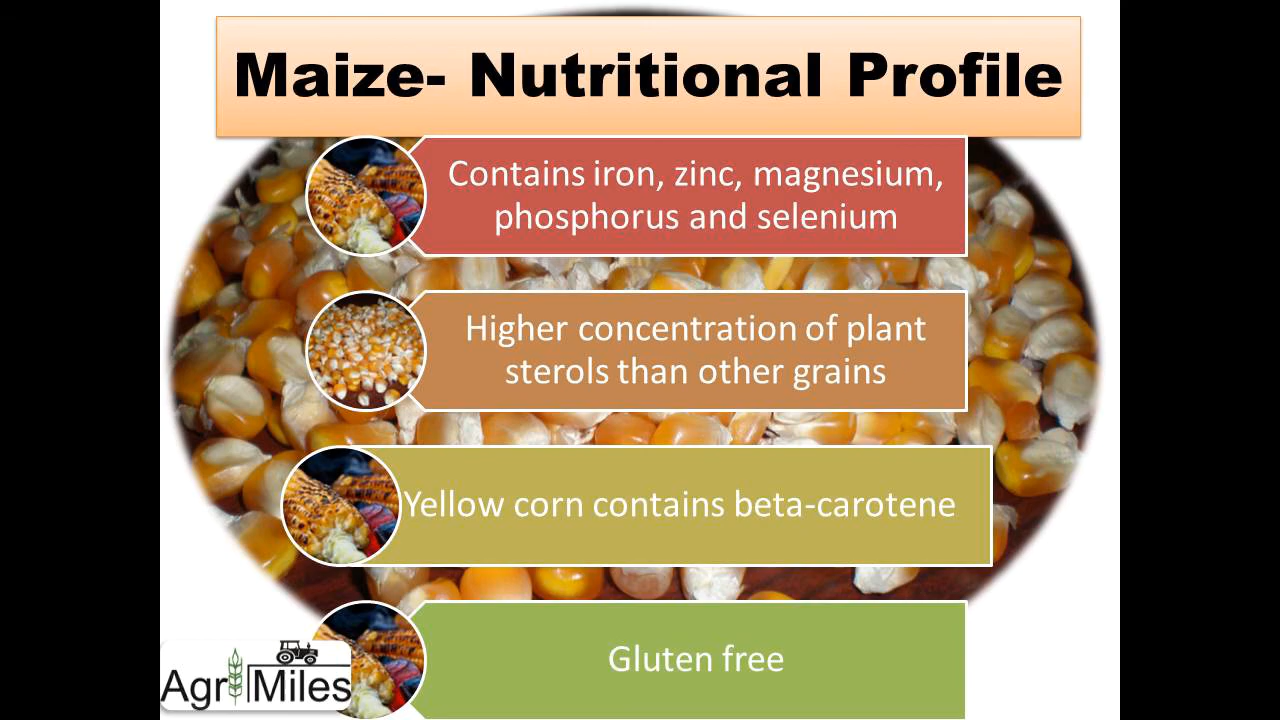 Maize- Nutritional Profile
Contains iron, zinc, magnesium,
phosphorus and selenium
Higher concentration of plant
sterols than other grains
Yellow corn contains beta-carotene
Gluten free
Agri Miles